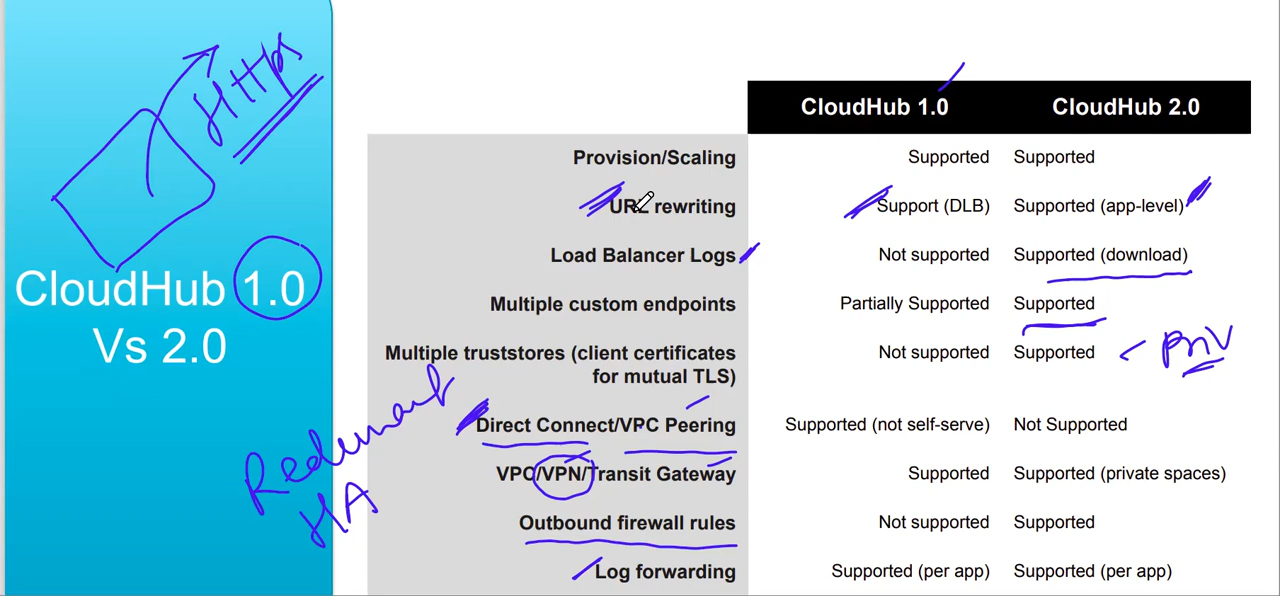 HTTPS
CloudHub 1.0
Vs 2.0
CloudHub 1.0 CloudHub 2.0
Provision/Scaling Supported Supported
URL rewriting Support (DLB) Supported (app-level)
Load Balancer Logs Not supported Supported (download)
Multiple custom endpoints Partially Supported Supported
Multiple truststores (client certificates
for mutual TLS) Not supported Supported
Direct Connect/VPC Peering Supported (not self-serve) Not Supported
VPC/VPN/Transit Gateway Supported Supported (private spaces)
Outbound firewall rules Not supported Supported
Log forwarding Supported (per app) Supported (per app)
HA